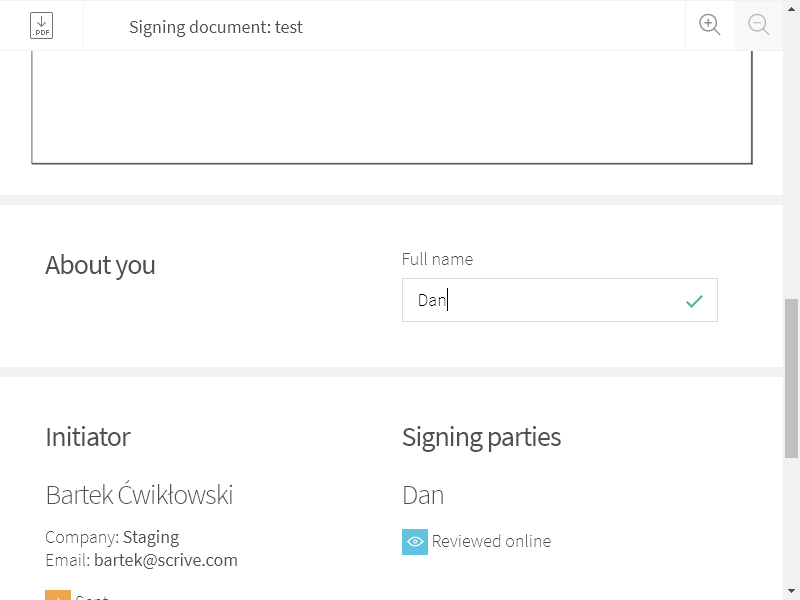 .PDF
Signing document: test
About you
Full name
Dan
Initiator
Signing parties
Bartek Ćwikłowski
Dan
Company: Staging
Email: bartek@scrive.com
Reviewed online